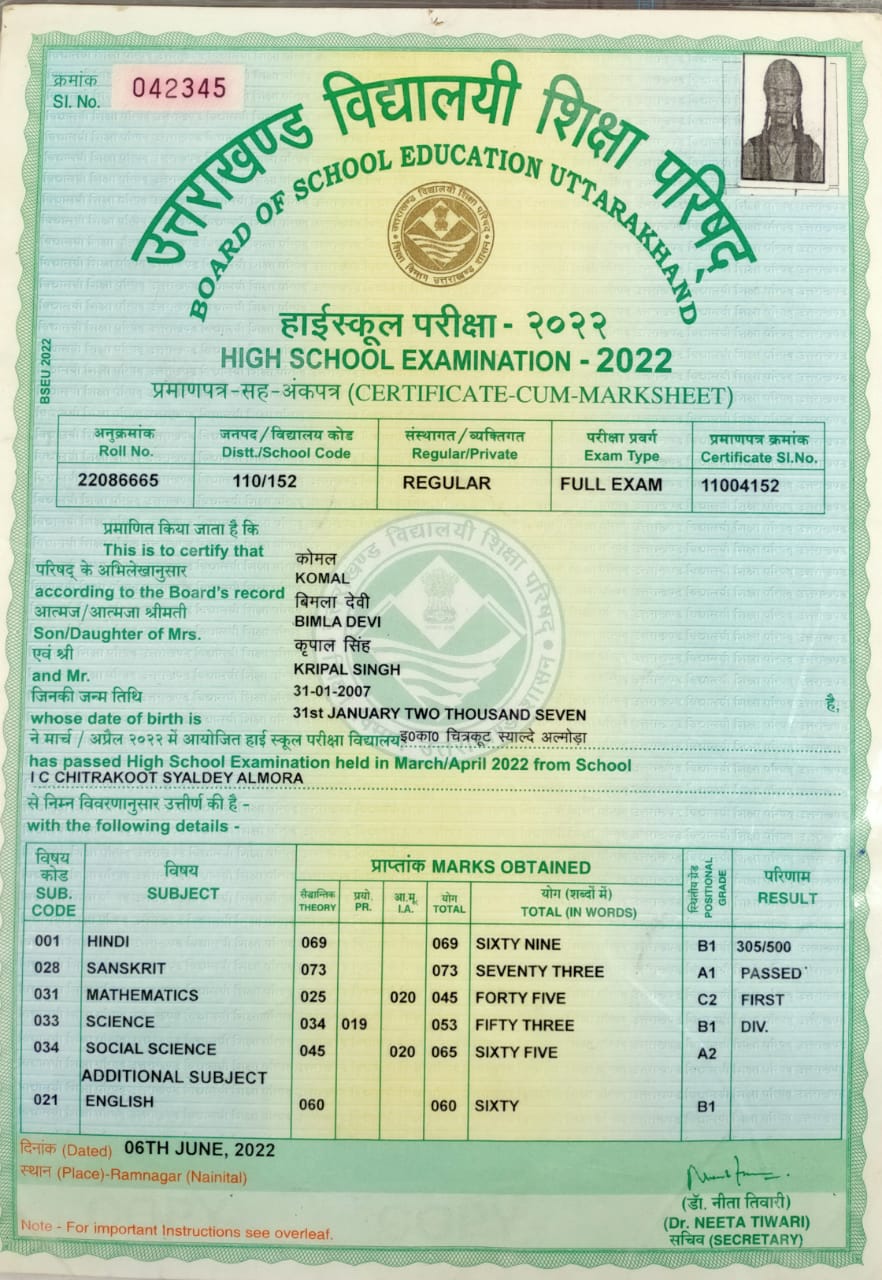 क्रमांक
Sl. No. 042345
उत्तराखण्ड विद्यालयी शिक्षा परिषद्
BOARD OF SCHOOL EDUCATION UTTARAKHAND
हाईस्कूल परीक्षा - २०२२
HIGH SCHOOL EXAMINATION - 2022
प्रमाणपत्र-सह-अंकपत्र (CERTIFICATE-CUM-MARKSHEET)
BSEU 2022
अनुक्रमांक जनपद/विद्यालय कोड संस्थागत/व्यक्तिगत परीक्षा प्रवर्ग प्रमाणपत्र क्रमांक
Roll No. Distt./School Code Regular/Private Exam Type Certificate Sl.No.
22086665 110/152 REGULAR FULL EXAM 11004152
प्रमाणित किया जाता है कि
This is to certify that
कोमल
परिषद् के अभिलेखानुसार
KOMAL
according to the Board's record
बिमला देवी
आत्मज/आत्मजा श्रीमती
BIMLA DEVI
Son/Daughter of Mrs.
कृपाल सिंह
एवं श्री
and Mr. KRIPAL SINGH
जिनकी जन्म तिथि 31-01-2007
है,
whose date of birth is 31st JANUARY TWO THOUSAND SEVEN
ने मार्च / अप्रैल २०२२ में आयोजित हाई स्कूल परीक्षा विद्यालय इ०का० चित्रकूट स्याल्दे अल्मोड़ा
has passed High School Examination held in March/April 2022 from School
I C CHITRAKOOT SYALDEY ALMORA
से निम्न विवरणानुसार उत्तीर्ण की है -
with the following details -
विषय कोड SUB. CODE विषय SUBJECT प्राप्तांक MARKS OBTAINED स्थितीय ग्रेड POSITIONAL GRADE परिणाम RESULT
सैद्धान्तिक THEORY प्रयो. PR. आ.मू. I.A. योग TOTAL योग (शब्दों में) TOTAL (IN WORDS)
001 HINDI 069 069 SIXTY NINE B1 305/500
028 SANSKRIT 073 073 SEVENTY THREE A1 PASSED
031 MATHEMATICS 025 020 045 FORTY FIVE C2 FIRST
033 SCIENCE 034 019 053 FIFTY THREE B1 DIV.
034 SOCIAL SCIENCE 045 020 065 SIXTY FIVE A2
ADDITIONAL SUBJECT
021 ENGLISH 060 060 SIXTY B1
दिनांक (Dated) 06TH JUNE, 2022
स्थान (Place)-Ramnagar (Nainital)
(डॉ. नीता तिवारी)
(Dr. NEETA TIWARI)
सचिव (SECRETARY)
Note - For important Instructions see overleaf.